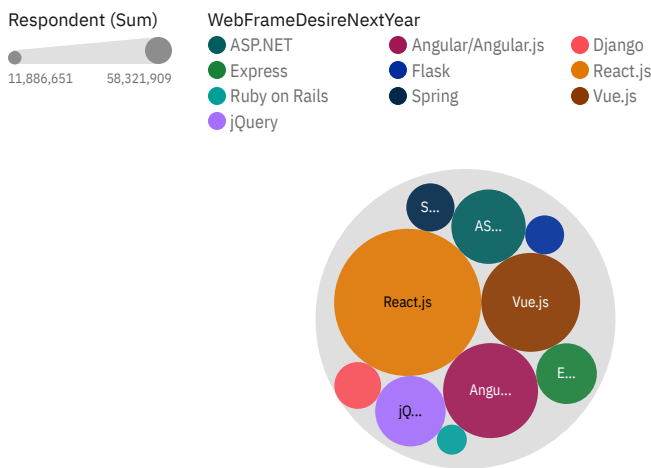 Respondent (Sum)
11,886,651 58,321,909
WebFrameDesireNextYear
ASP.NET Angular/Angular.js Django
Express Flask React.js
Ruby on Rails Spring Vue.js
jQuery
S...
AS...
React.js
Vue.js
E...
Angu...
jQ...